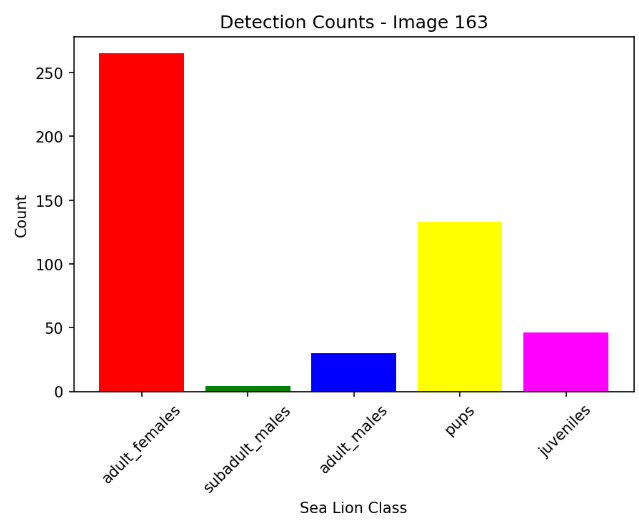 Detection Counts - Image 163
Count
250
200
150
100
50
0
adult_females
subadult_males
adult_males
pups
juveniles
Sea Lion Class